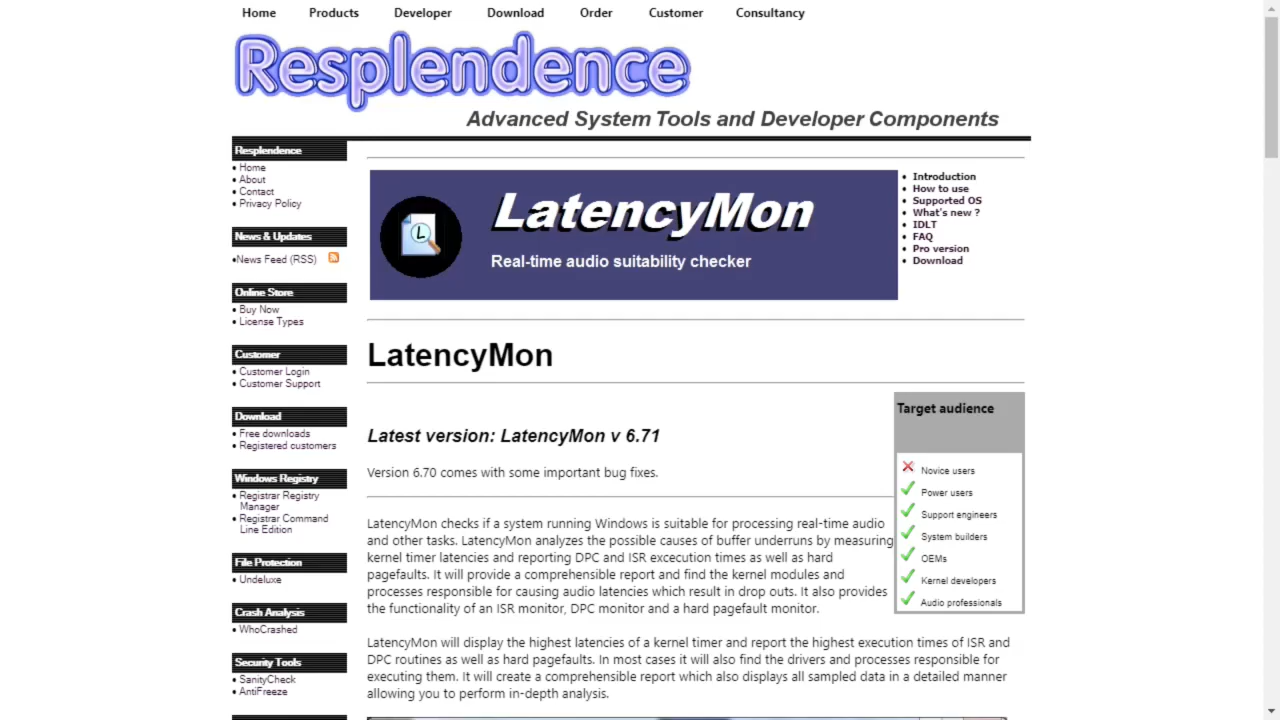 Home Products Developer Download Order Customer Consultancy
Resplendence
Advanced System Tools and Developer Components
Resplendence
• Home
• About
• Contact
• Privacy Policy
News & Updates
•News Feed (RSS)
Online Store
• Buy Now
• License Types
Customer
• Customer Login
• Customer Support
Download
• Free downloads
• Registered customers
Windows Registry
• Registrar Registry
Manager
• Registrar Command
Line Edition
File Protection
• Undeluxe
Crash Analysis
• WhoCrashed
Security Tools
• SanityCheck
• AntiFreeze
L
LatencyMon
Real-time audio suitability checker
• Introduction
• How to use
• Supported OS
• What's new ?
• IDLT
• FAQ
• Pro version
• Download
LatencyMon
Latest version: LatencyMon v 6.71
Version 6.70 comes with some important bug fixes.
Target audience
Novice users
Power users
Support engineers
System builders
OEMs
Kernel developers
Audio professionals
LatencyMon checks if a system running Windows is suitable for processing real-time audio
and other tasks. LatencyMon analyzes the possible causes of buffer underruns by measuring
kernel timer latencies and reporting DPC and ISR excecution times as well as hard
pagefaults. It will provide a comprehensible report and find the kernel modules and
processes responsible for causing audio latencies which result in drop outs. It also provides
the functionality of an ISR monitor, DPC monitor and a hard pagefault monitor.
LatencyMon will display the highest latencies of a kernel timer and report the highest execution times of ISR and
DPC routines as well as hard pagefaults. In most cases it will also find the drivers and processes responsible for
executing them. It will create a comprehensible report which also displays all sampled data in a detailed manner
allowing you to perform in-depth analysis.